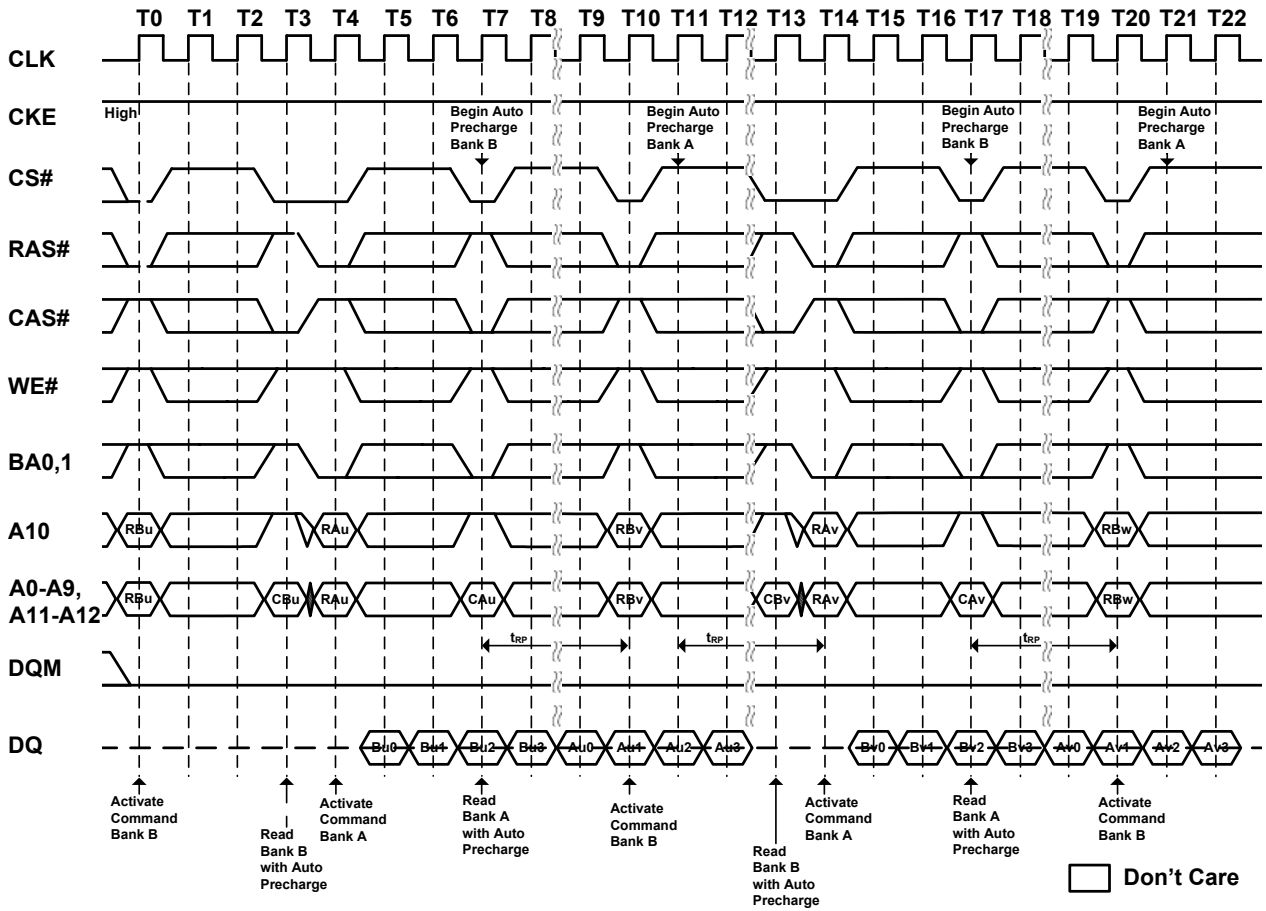 T0 T1 T2 T3 T4 T5 T6 T7 T8 T9 T10 T11 T12 T13 T14 T15 T16 T17 T18 T19 T20 T21 T22
CLK
CKE
High
Begin Auto
Precharge
Bank B
Begin Auto
Precharge
Bank A
Begin Auto
Precharge
Bank B
Begin Auto
Precharge
Bank A
CS#
RAS#
CAS#
WE#
BA0,1
A10
RBu RAu RBv RAv RBw
A0-A9,
A11-A12
RBu CBu RAu CAu RBv CBv RAv CAv RBw
tRP tRP tRP
DQM
DQ
Bu0 Bu1 Bu2 Bu3 Au0 Au1 Au2 Au3 Bv0 Bv1 Bv2 Bv3 Av0 Av1 Av2 Av3
Activate
Command
Bank B
Read
Bank B
with Auto
Precharge
Activate
Command
Bank A
Read
Bank A
with Auto
Precharge
Activate
Command
Bank B
Read
Bank B
with Auto
Precharge
Activate
Command
Bank A
Read
Bank A
with Auto
Precharge
Activate
Command
Bank B
Don't Care